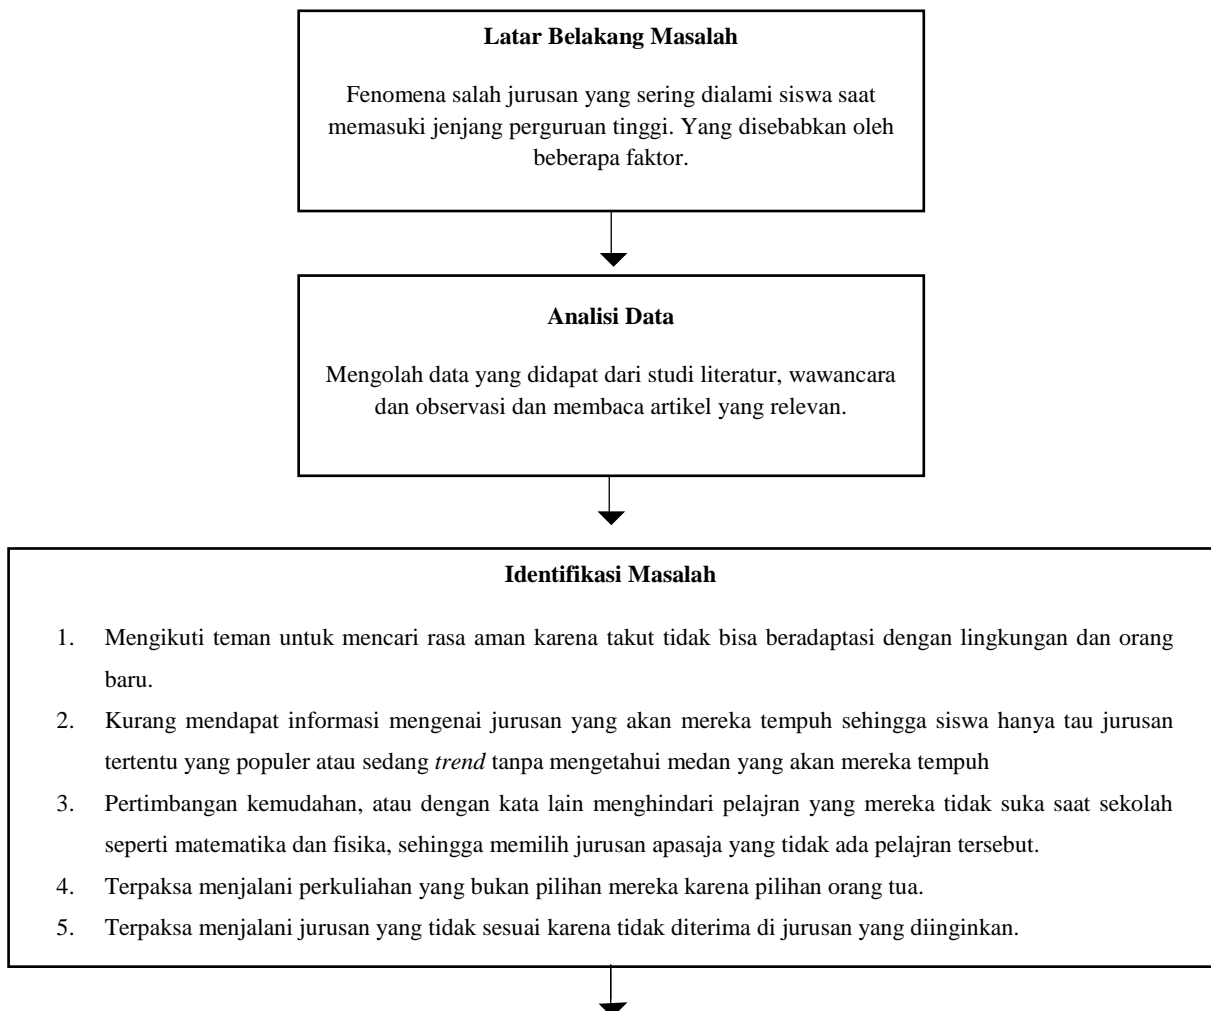 Latar Belakang Masalah
Fenomena salah jurusan yang sering dialami siswa saat
memasuki jenjang perguruan tinggi. Yang disebabkan oleh
beberapa faktor.
Analisi Data
Mengolah data yang didapat dari studi literatur, wawancara
dan observasi dan membaca artikel yang relevan.
Identifikasi Masalah
1. Mengikuti teman untuk mencari rasa aman karena takut tidak bisa beradaptasi dengan lingkungan dan orang
baru.
2. Kurang mendapat informasi mengenai jurusan yang akan mereka tempuh sehingga siswa hanya tau jurusan
tertentu yang populer atau sedang trend tanpa mengetahui medan yang akan mereka tempuh
3. Pertimbangan kemudahan, atau dengan kata lain menghindari pelajran yang mereka tidak suka saat sekolah
seperti matematika dan fisika, sehingga memilih jurusan apasaja yang tidak ada pelajran tersebut.
4. Terpaksa menjalani perkuliahan yang bukan pilihan mereka karena pilihan orang tua.
5. Terpaksa menjalani jurusan yang tidak sesuai karena tidak diterima di jurusan yang diinginkan.